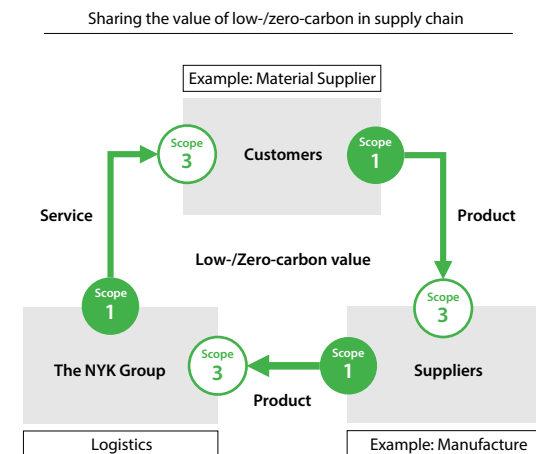 Sharing the value of low-/zero-carbon in supply chain
Example: Material Supplier
Scope
3
Customers
Scope
1
Service
Product
Low-/Zero-carbon value
Scope
1
Scope
3
The NYK Group
Scope
3
Scope
1
Suppliers
Product
Logistics
Example: Manufacture